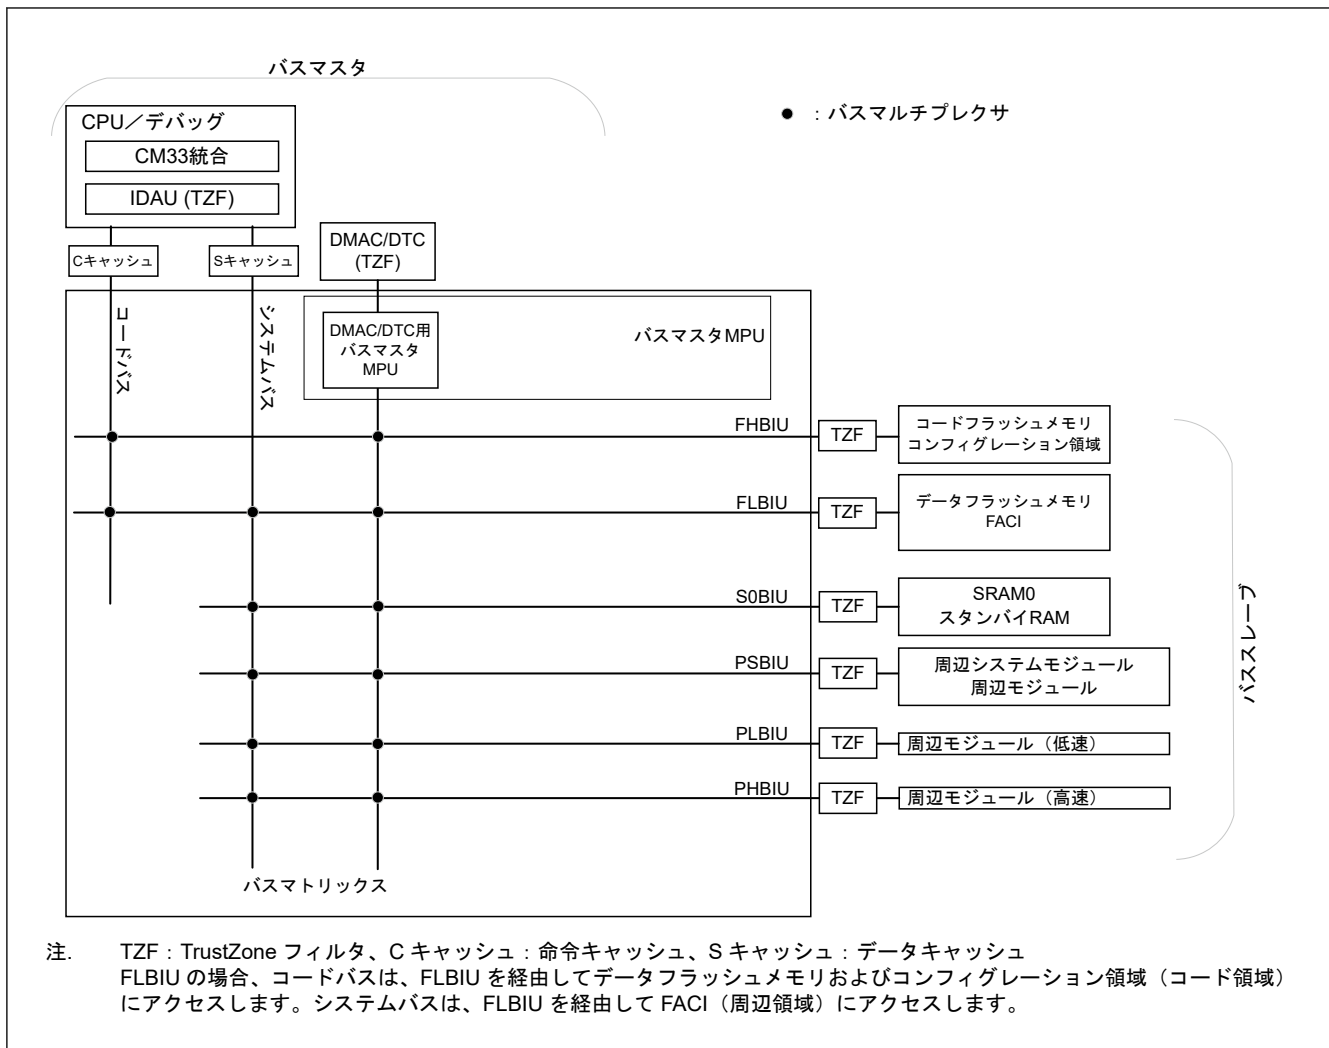 バスマスタ
● ：バスマルチプレクサ
CPU／デバッグ
CM33統合
IDAU (TZF)
Cキャッシュ
Sキャッシュ
DMAC/DTC
(TZF)
コードバス
システムバス
DMAC/DTC用
バスマスタ
MPU
バスマスタMPU
FHBIU
TZF
コードフラッシュメモリ
コンフィグレーション領域
FLBIU
TZF
データフラッシュメモリ
FACI
S0BIU
TZF
SRAM0
スタンバイRAM
PSBIU
TZF
周辺システムモジュール
周辺モジュール
PLBIU
TZF
周辺モジュール（低速）
PHBIU
TZF
周辺モジュール（高速）
バススレーブ
バスマトリックス
注. TZF：TrustZone フィルタ、C キャッシュ：命令キャッシュ、S キャッシュ：データキャッシュ
FLBIU の場合、コードバスは、FLBIU を経由してデータフラッシュメモリおよびコンフィグレーション領域（コード領域）
にアクセスします。システムバスは、FLBIU を経由して FACI（周辺領域）にアクセスします。